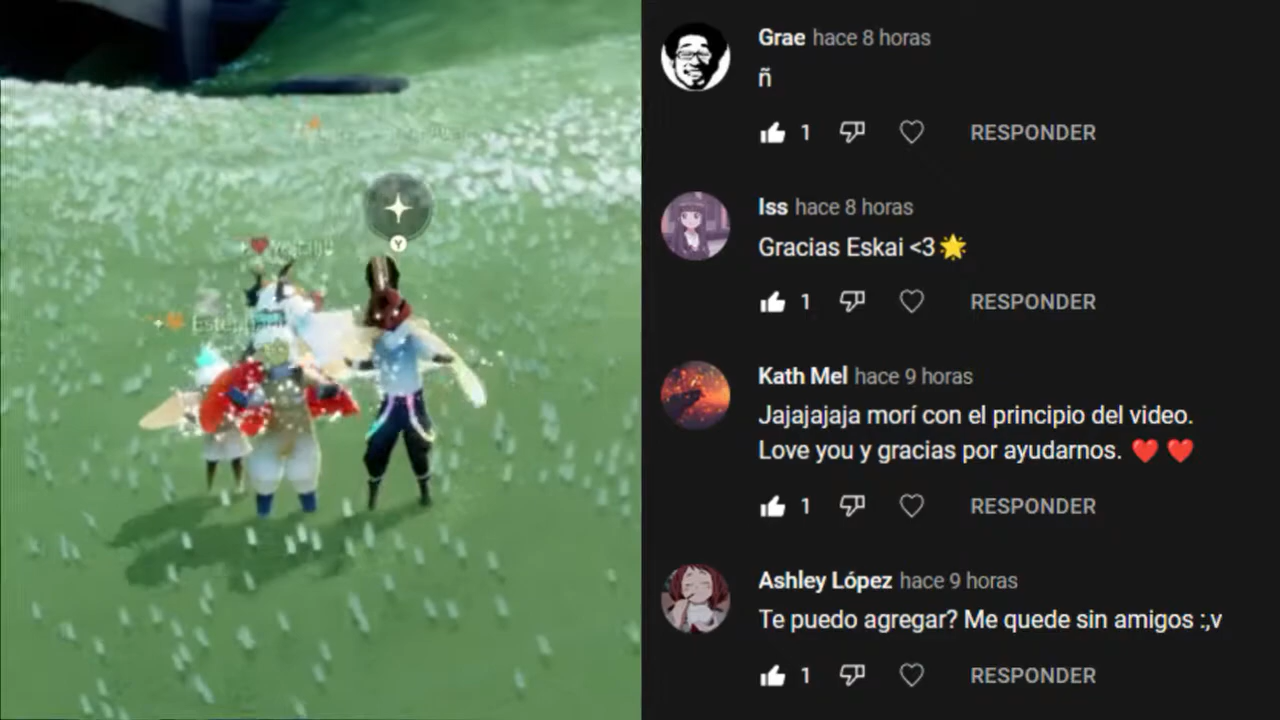 Y
Grae hace 8 horas
ñ
1 RESPONDER
Iss hace 8 horas
Gracias Eskai <3🌟
1 RESPONDER
Kath Mel hace 9 horas
Jajajajaja morí con el principio del video.
Love you y gracias por ayudarnos. ❤️ ❤️
1 RESPONDER
Ashley López hace 9 horas
Te puedo agregar? Me quede sin amigos :,v
1 RESPONDER